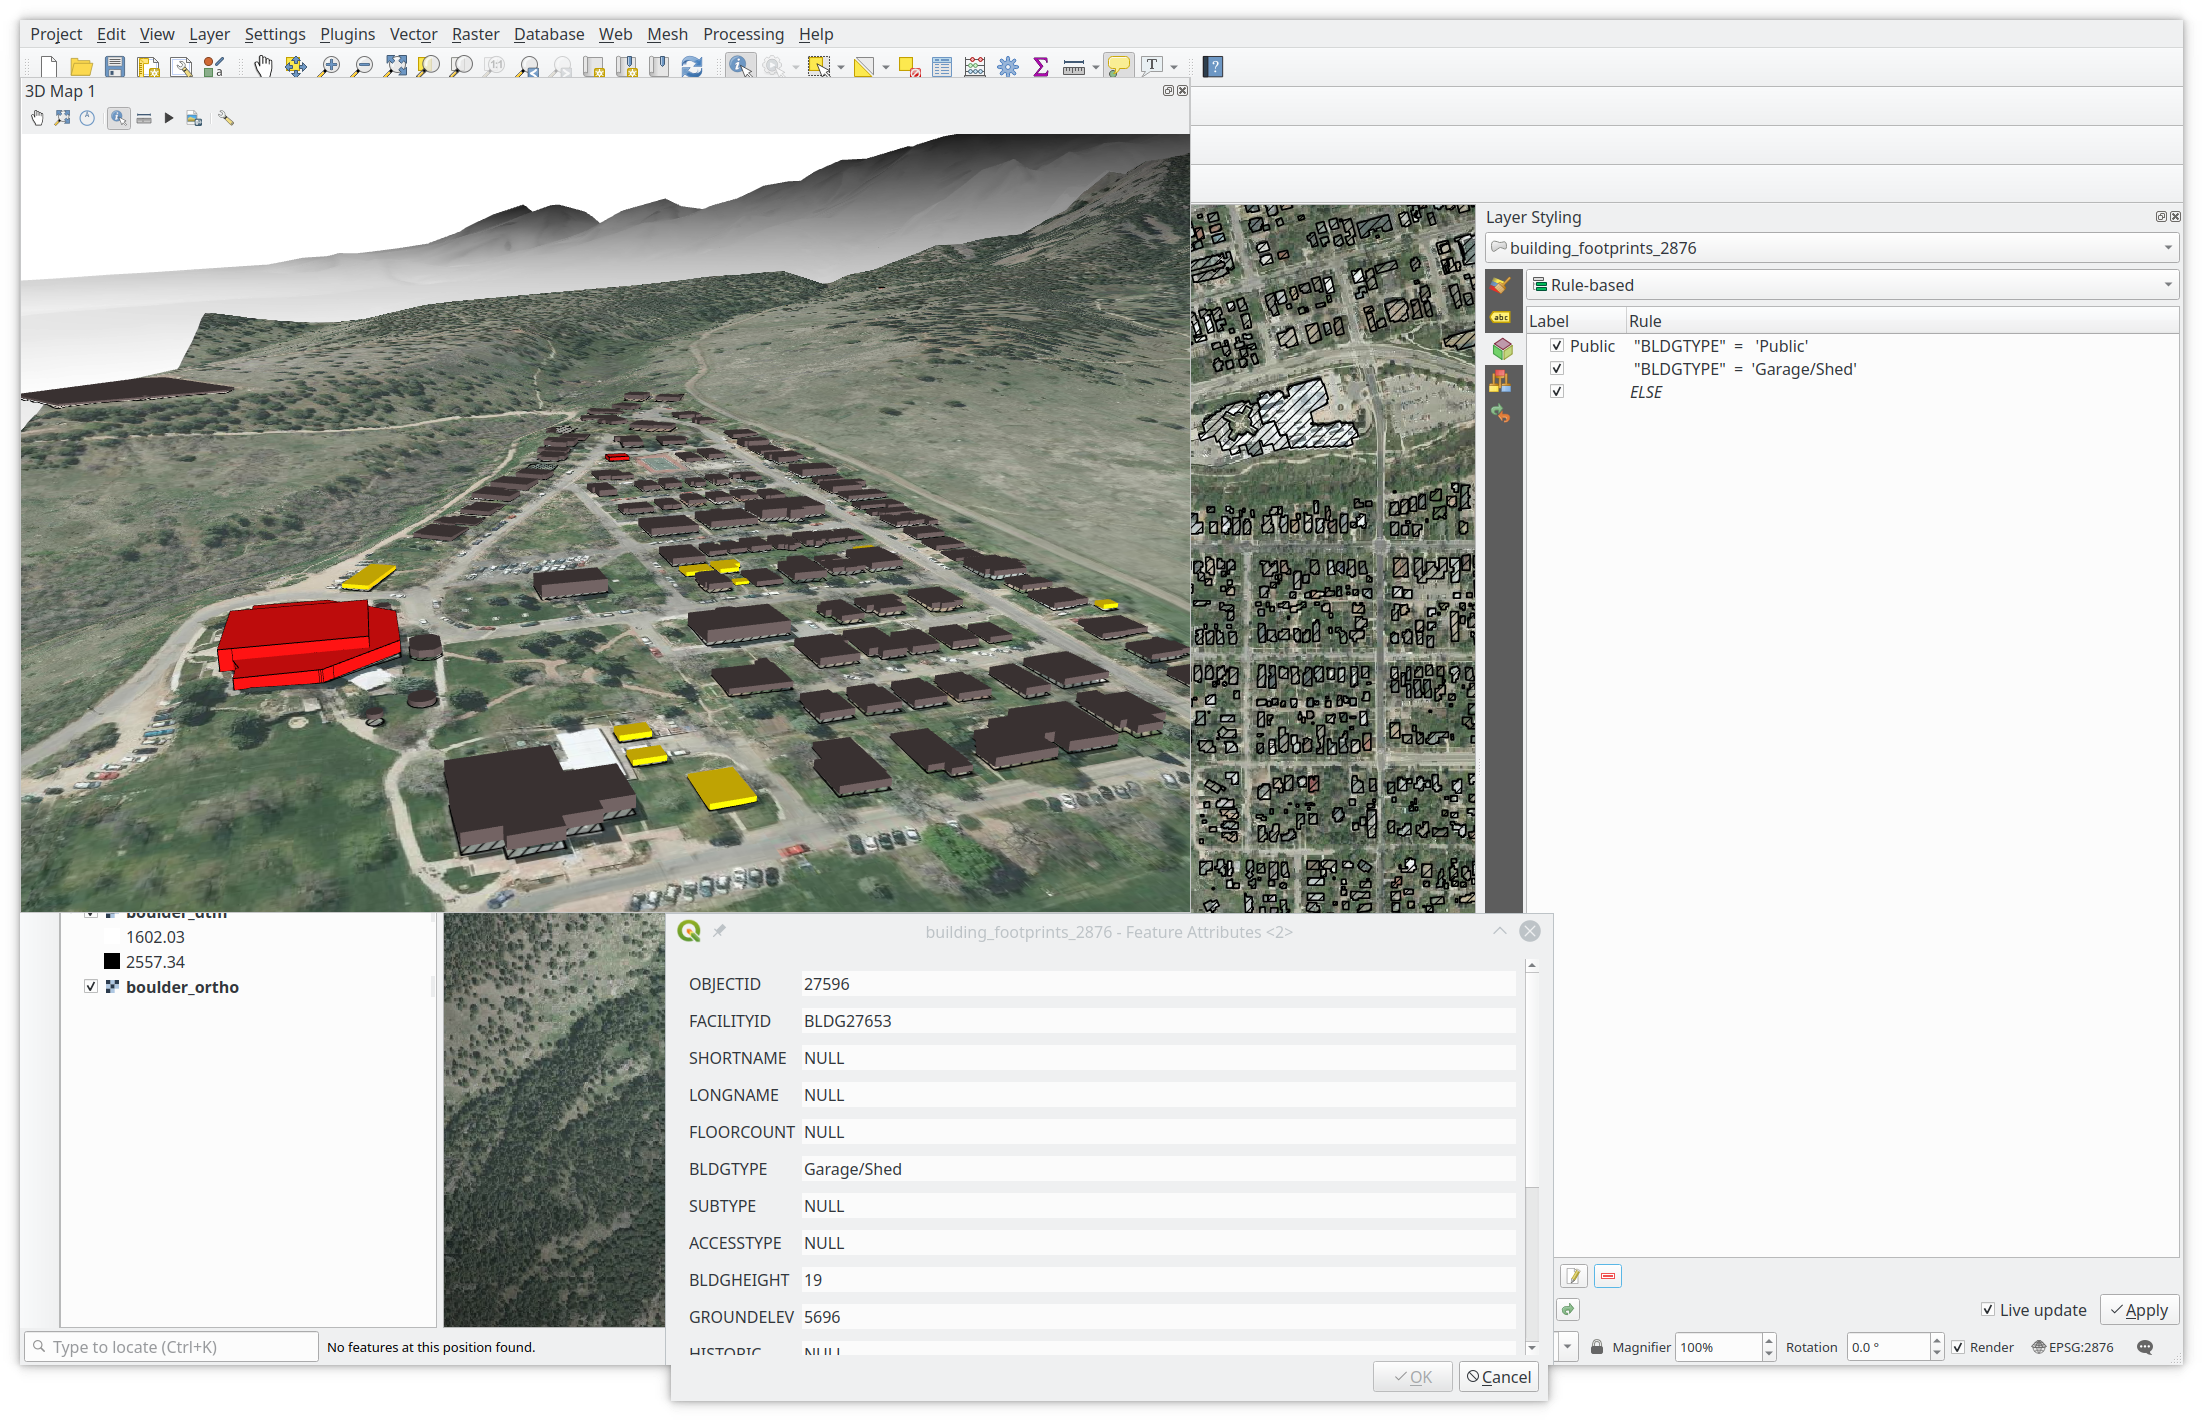 Project Edit View Layer Settings Plugins Vector Raster Database Web Mesh Processing Help
3D Map 1
Layer Styling
building_footprints_2876
Rule-based
Label Rule
Public "BLDGTYPE" = 'Public'
"BLDGTYPE" = 'Garage/Shed'
ELSE
boulder_dtm
1602.03
2557.34
boulder_ortho
building_footprints_2876 - Feature Attributes <2>
OBJECTID 27596
FACILITYID BLDG27653
SHORTNAME NULL
LONGNAME NULL
FLOORCOUNT NULL
BLDGTYPE Garage/Shed
SUBTYPE NULL
ACCESSTYPE NULL
BLDGHEIGHT 19
GROUNDELEV 5696
HISTORIC NULL
OK Cancel
Live update Apply
Type to locate (Ctrl+K) No features at this position found.
Magnifier 100% Rotation 0.0 ° Render EPSG:2876